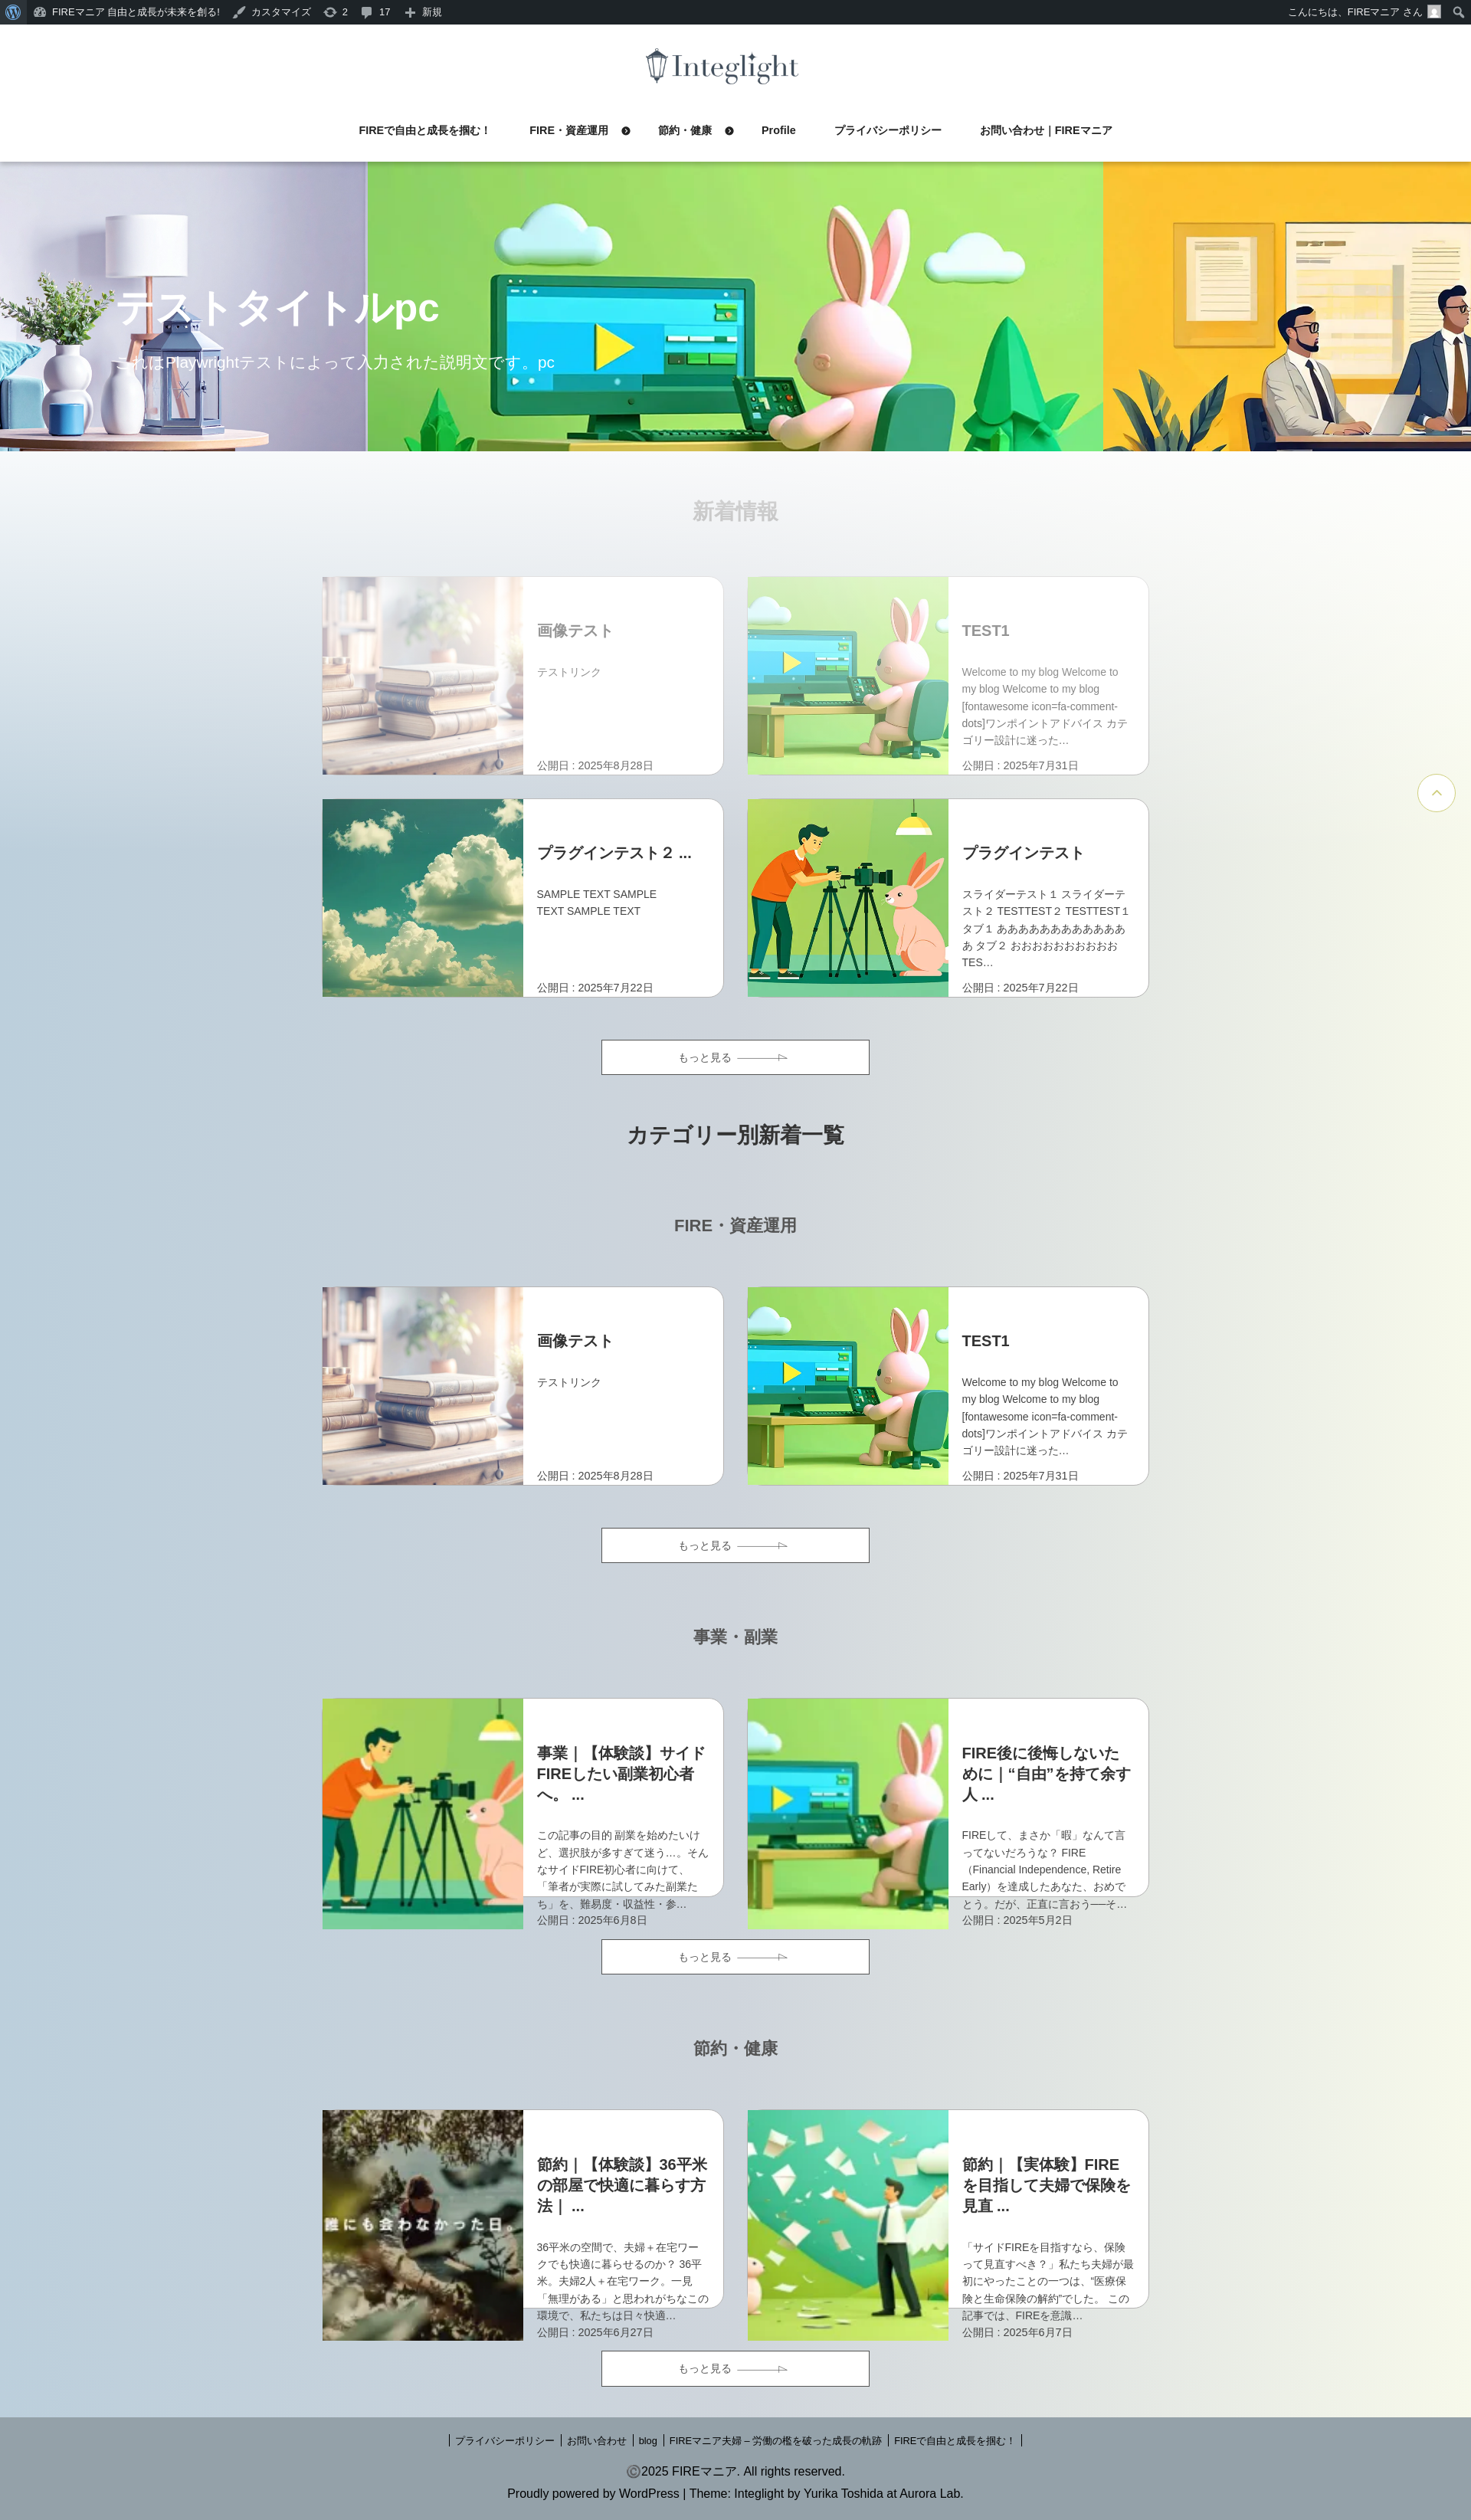 FIREマニア 自由と成長が未来を創る!
カスタマイズ
2
17
新規
こんにちは、FIREマニア さん
Integlight
FIREで自由と成長を掴む！
FIRE・資産運用
節約・健康
Profile
プライバシーポリシー
お問い合わせ | FIREマニア
テストタイトルpc
これはPlaywrightテストによって入力された説明文です。pc
新着情報
画像テスト
テストリンク
公開日 : 2025年8月28日
TEST1
Welcome to my blog Welcome to
my blog Welcome to my blog
[fontawesome icon=fa-comment-
dots]ワンポイントアドバイス カテ
ゴリー設計に迷った…
公開日 : 2025年7月31日
プラグインテスト２ ...
SAMPLE TEXT SAMPLE
TEXT SAMPLE TEXT
公開日 : 2025年7月22日
プラグインテスト
スライダーテスト１ スライダーテ
スト２ TESTTEST２ TESTTEST１
タブ１ ああああああああああああ
あ タブ２ おおおおおおおおおお
TES…
公開日 : 2025年7月22日
もっと見る
カテゴリー別新着一覧
FIRE・資産運用
画像テスト
テストリンク
公開日 : 2025年8月28日
TEST1
Welcome to my blog Welcome to
my blog Welcome to my blog
[fontawesome icon=fa-comment-
dots]ワンポイントアドバイス カテ
ゴリー設計に迷った…
公開日 : 2025年7月31日
もっと見る
事業・副業
事業｜【体験談】サイド
FIREしたい副業初心者
へ。 ...
この記事の目的 副業を始めたいけ
ど、選択肢が多すぎて迷う…。そん
なサイドFIRE初心者に向けて、
「筆者が実際に試してみた副業た
ち」を、難易度・収益性・参…
公開日 : 2025年6月8日
FIRE後に後悔しないた
めに｜“自由”を持て余す
人 ...
FIREして、まさか「暇」なんて言
ってないだろうな？ FIRE
（Financial Independence, Retire
Early）を達成したあなた、おめで
とう。だが、正直に言おう──そ…
公開日 : 2025年5月2日
もっと見る
節約・健康
誰にも会わなかった日。
節約｜【体験談】36平米
の部屋で快適に暮らす方
法｜ ...
36平米の空間で、夫婦＋在宅ワー
クでも快適に暮らせるのか？ 36平
米。夫婦2人＋在宅ワーク。一見
「無理がある」と思われがちなこの
環境で、私たちは日々快適…
公開日 : 2025年6月27日
節約｜【実体験】FIRE
を目指して夫婦で保険を
見直 ...
「サイドFIREを目指すなら、保険
って見直すべき？」私たち夫婦が最
初にやったことの一つは、“医療保
険と生命保険の解約”でした。 この
記事では、FIREを意識…
公開日 : 2025年6月7日
もっと見る
プライバシーポリシー
お問い合わせ
blog
FIREマニア夫婦 – 労働の檻を破った成長の軌跡
FIREで自由と成長を掴む！
©2025 FIREマニア. All rights reserved.
Proudly powered by WordPress | Theme: Integlight by Yurika Toshida at Aurora Lab.